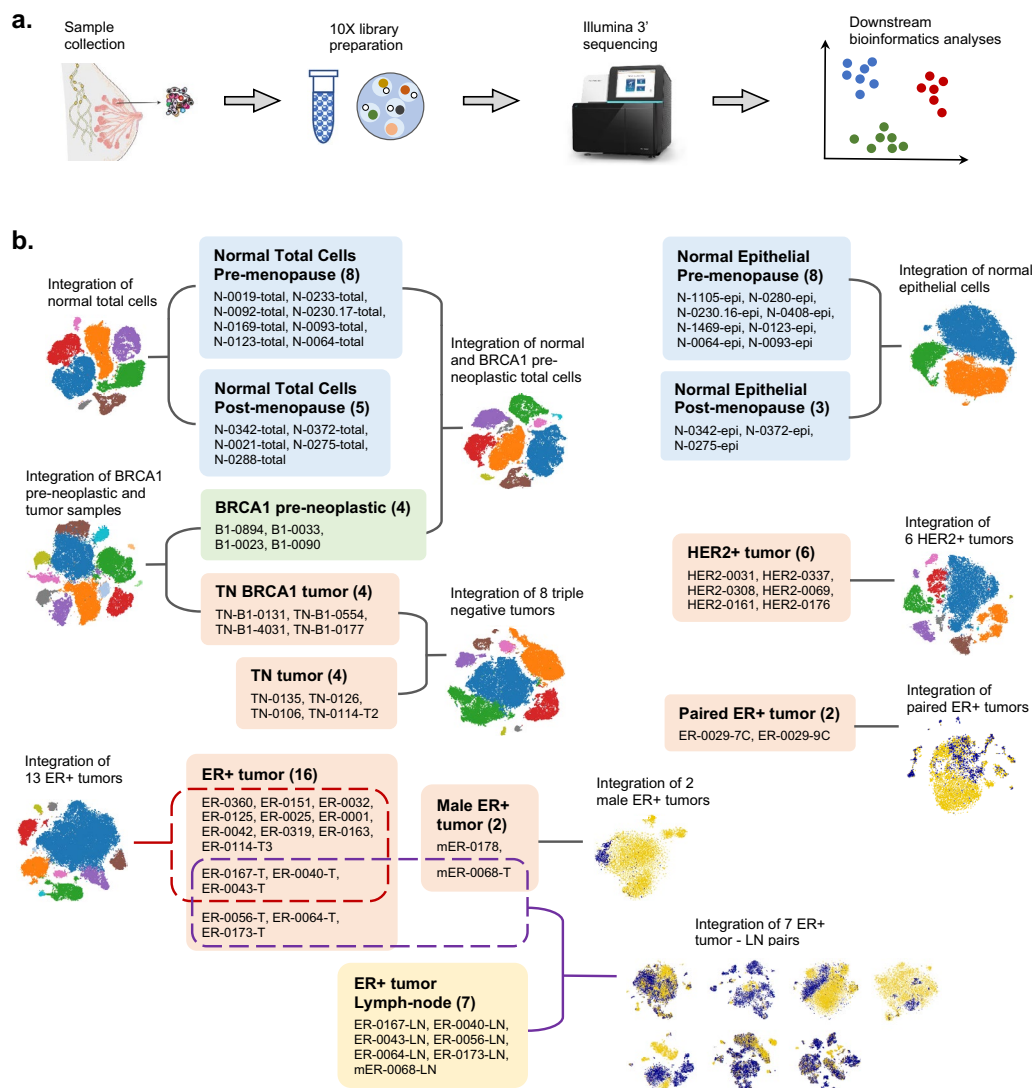 a.
Sample
collection
10X library
preparation
Illumina 3’
sequencing
Downstream
bioinformatics analyses
b.
Integration of
normal total cells
Normal Total Cells
Pre-menopause (8)
N-0019-total, N-0233-total,
N-0092-total, N-0230.17-total,
N-0169-total, N-0093-total,
N-0123-total, N-0064-total
Normal Total Cells
Post-menopause (5)
N-0342-total, N-0372-total,
N-0021-total, N-0275-total,
N-0288-total
Integration of normal
and BRCA1 pre-
neoplastic total cells
Normal Epithelial
Pre-menopause (8)
N-1105-epi, N-0280-epi,
N-0230.16-epi, N-0408-epi,
N-1469-epi, N-0123-epi,
N-0064-epi, N-0093-epi
Normal Epithelial
Post-menopause (3)
N-0342-epi, N-0372-epi,
N-0275-epi
Integration of normal
epithelial cells
Integration of BRCA1
pre-neoplastic and
tumor samples
BRCA1 pre-neoplastic (4)
B1-0894, B1-0033,
B1-0023, B1-0090
TN BRCA1 tumor (4)
TN-B1-0131, TN-B1-0554,
TN-B1-4031, TN-B1-0177
TN tumor (4)
TN-0135, TN-0126,
TN-0106, TN-0114-T2
Integration of 8 triple
negative tumors
HER2+ tumor (6)
HER2-0031, HER2-0337,
HER2-0308, HER2-0069,
HER2-0161, HER2-0176
Integration of
6 HER2+ tumors
Paired ER+ tumor (2)
ER-0029-7C, ER-0029-9C
Integration of
paired ER+ tumors
Integration of
13 ER+ tumors
ER+ tumor (16)
ER-0360, ER-0151, ER-0032,
ER-0125, ER-0025, ER-0001,
ER-0042, ER-0319, ER-0163,
ER-0114-T3
ER-0167-T, ER-0040-T,
ER-0043-T
ER-0056-T, ER-0064-T,
ER-0173-T
Male ER+
tumor (2)
mER-0178,
mER-0068-T
Integration of 2
male ER+ tumors
ER+ tumor
Lymph-node (7)
ER-0167-LN, ER-0040-LN,
ER-0043-LN, ER-0056-LN,
ER-0064-LN, ER-0173-LN,
mER-0068-LN
Integration of 7 ER+
tumor - LN pairs